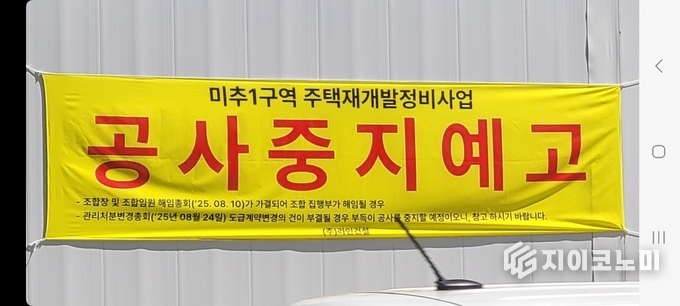 미추1구역 주택재개발정비사업
공사중지예고
- 조합장 및 조합임원 해임총회('25. 08. 10)가 가결되어 조합 집행부가 해임될 경우
- 관리처분변경총회('25년 08월 24일) 도급계약변경의 건이 부결될 경우 부득이 공사를 중지할 예정이오니, 참고 하시기 바랍니다.
지이코노미